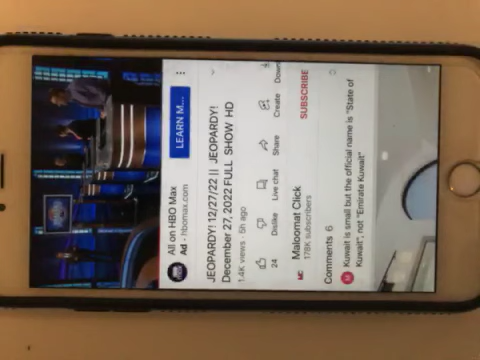 All on HBO Max
Ad · hbomax.com
LEARN M...
JEOPARDY! 12/27/22 || JEOPARDY!
December 27, 2022 FULL SHOW HD
1.4K views · 5h ago
24
Dislike
Live chat
Share
Create
Down
Maloomat Click
178K subscribers
SUBSCRIBE
Comments 6
Kuwait is small but the official name is "State of
Kuwait", not "Emirate Kuwait"